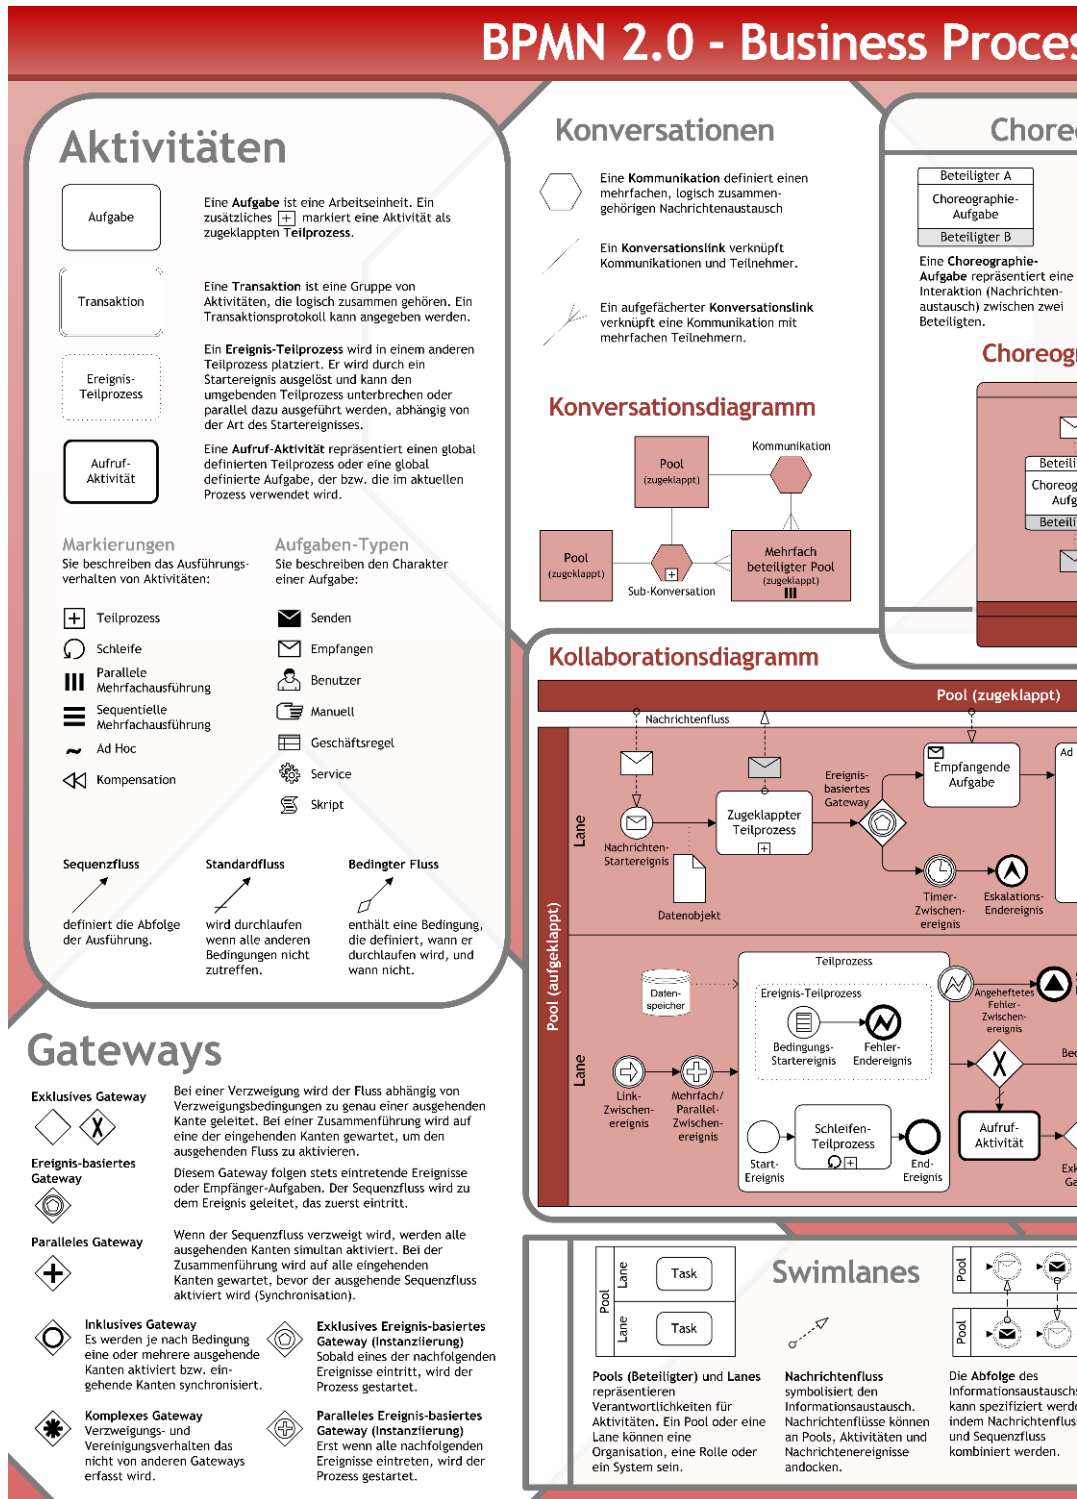 BPMN 2.0 - Business Proces
Aktivitäten
Aufgabe
Eine Aufgabe ist eine Arbeitseinheit. Ein
zusätzliches + markiert eine Aktivität als
zugeklappten Teilprozess.
Transaktion
Eine Transaktion ist eine Gruppe von
Aktivitäten, die logisch zusammen gehören. Ein
Transaktionsprotokoll kann angegeben werden.
Ereignis-
Teilprozess
Ein Ereignis-Teilprozess wird in einem anderen
Teilprozess platziert. Er wird durch ein
Startereignis ausgelöst und kann den
umgebenden Teilprozess unterbrechen oder
parallel dazu ausgeführt werden, abhängig von
der Art des Startereignisses.
Aufruf-
Aktivität
Eine Aufruf-Aktivität repräsentiert einen global
definierten Teilprozess oder eine global
definierte Aufgabe, der bzw. die im aktuellen
Prozess verwendet wird.
Markierungen
Sie beschreiben das Ausführungs-
verhalten von Aktivitäten:
Teilprozess
Schleife
Parallele
Mehrfachausführung
Sequentielle
Mehrfachausführung
Ad Hoc
Kompensation
Aufgaben-Typen
Sie beschreiben den Charakter
einer Aufgabe:
Senden
Empfangen
Benutzer
Manuell
Geschäftsregel
Service
Skript
Sequenzfluss
definiert die Abfolge
der Ausführung.
Standardfluss
wird durchlaufen
wenn alle anderen
Bedingungen nicht
zutreffen.
Bedingter Fluss
enthält eine Bedingung,
die definiert, wann er
durchlaufen wird, und
wann nicht.
Gateways
Exklusives Gateway
Bei einer Verzweigung wird der Fluss abhängig von
Verzweigungsbedingungen zu genau einer ausgehenden
Kante geleitet. Bei einer Zusammenführung wird auf
eine der eingehenden Kanten gewartet, um den
ausgehenden Fluss zu aktivieren.
Ereignis-basiertes
Gateway
Diesem Gateway folgen stets eintretende Ereignisse
oder Empfänger-Aufgaben. Der Sequenzfluss wird zu
dem Ereignis geleitet, das zuerst eintritt.
Paralleles Gateway
Wenn der Sequenzfluss verzweigt wird, werden alle
ausgehenden Kanten simultan aktiviert. Bei der
Zusammenführung wird auf alle eingehenden
Kanten gewartet, bevor der ausgehende Sequenzfluss
aktiviert wird (Synchronisation).
Inklusives Gateway
Es werden je nach Bedingung
eine oder mehrere ausgehende
Kanten aktiviert bzw. ein-
gehende Kanten synchronisiert.
Exklusives Ereignis-basiertes
Gateway (Instanziierung)
Sobald eines der nachfolgenden
Ereignisse eintritt, wird der
Prozess gestartet.
Komplexes Gateway
Verzweigungs- und
Vereinigungsverhalten das
nicht von anderen Gateways
erfasst wird.
Paralleles Ereignis-basiertes
Gateway (Instanziierung)
Erst wenn alle nachfolgenden
Ereignisse eintreten, wird der
Prozess gestartet.
Konversationen
Eine Kommunikation definiert einen
mehrfachen, logisch zusammen-
gehörigen Nachrichtenaustausch
Ein Konversationslink verknüpft
Kommunikationen und Teilnehmer.
Ein aufgefächerter Konversationslink
verknüpft eine Kommunikation mit
mehrfachen Teilnehmern.
Konversationsdiagramm
Pool
(zugeklappt)
Kommunikation
Pool
(zugeklappt)
Sub-Konversation
Mehrfach
beteiligter Pool
(zugeklappt)
Chore
Beteiligter A
Choreographie-
Aufgabe
Beteiligter B
Eine Choreographie-
Aufgabe repräsentiert eine
Interaktion (Nachrichten-
austausch) zwischen zwei
Beteiligten.
Choreog
Beteili
Choreog
Aufg
Beteili
Kollaborationsdiagramm
Pool (zugeklappt)
Nachrichtenfluss
Pool (aufgeklappt)
Lane
Nachrichten-
Startereignis
Zugeklappter
Teilprozess
Datenobjekt
Ereignis-
basiertes
Gateway
Empfangende
Aufgabe
Ad
Timer-
Zwischen-
ereignis
Eskalations-
Endereignis
Lane
Daten-
speicher
Link-
Zwischen-
ereignis
Mehrfach/
Parallel-
Zwischen-
ereignis
Teilprozess
Ereignis-Teilprozess
Bedingungs-
Startereignis
Fehler-
Endereignis
Start-
Ereignis
Schleifen-
Teilprozess
End-
Ereignis
Angeheftetes
Fehler-
Zwischen-
ereignis
Bed
Aufruf-
Aktivität
Exk
Ga
Swimlanes
Pool
Lane
Task
Lane
Task
Pool
Pool
Pools (Beteiligter) und Lanes
repräsentieren
Verantwortlichkeiten für
Aktivitäten. Ein Pool oder eine
Lane können eine
Organisation, eine Rolle oder
ein System sein.
Nachrichtenfluss
symbolisiert den
Informationsaustausch.
Nachrichtenflüsse können
an Pools, Aktivitäten und
Nachrichtenereignisse
andocken.
Die Abfolge des
Informationsaustauschs
kann spezifiziert werde
indem Nachrichtenfluss
und Sequenzfluss
kombiniert werden.